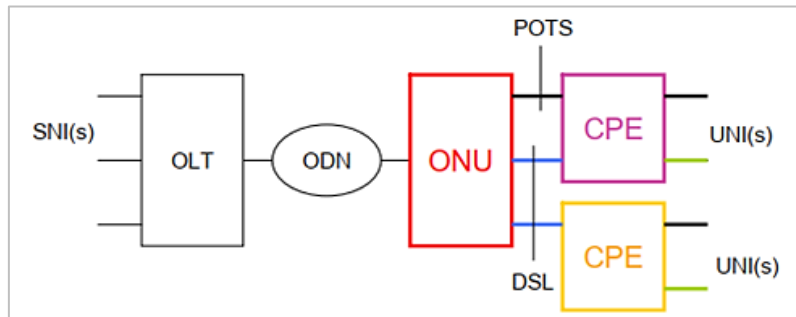 POTS
SNI(s)
OLT
ODN
ONU
CPE
UNI(s)
DSL
CPE
UNI(s)